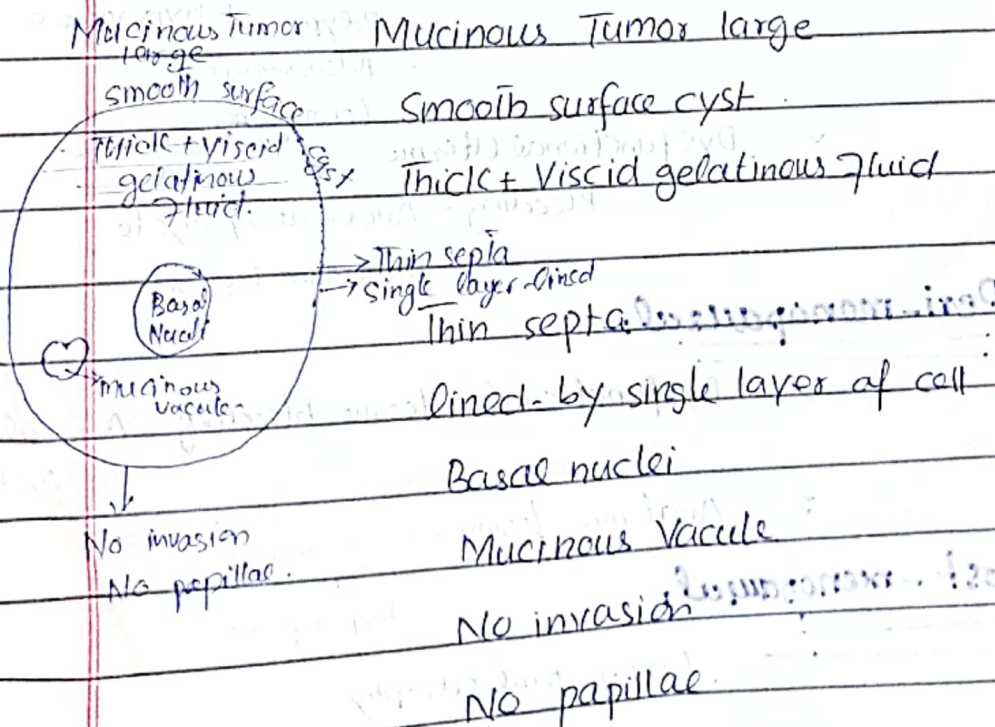 Mucinous Tumor
large
smooth surface
Thick + viscid
gelatinous
Fluid.
Cyst
→ Thin septa
→ Single layer-lined
Basal
Nucli
mucinous
vacule-
No invasion
No papillae.
Mucinous Tumor large
Smooth surface cyst
Thick + Viscid gelatinous Fluid
Thin septa
lined-by single layer of cell
Basal nuclei
Mucinous Vacule
No invasion
No papillae